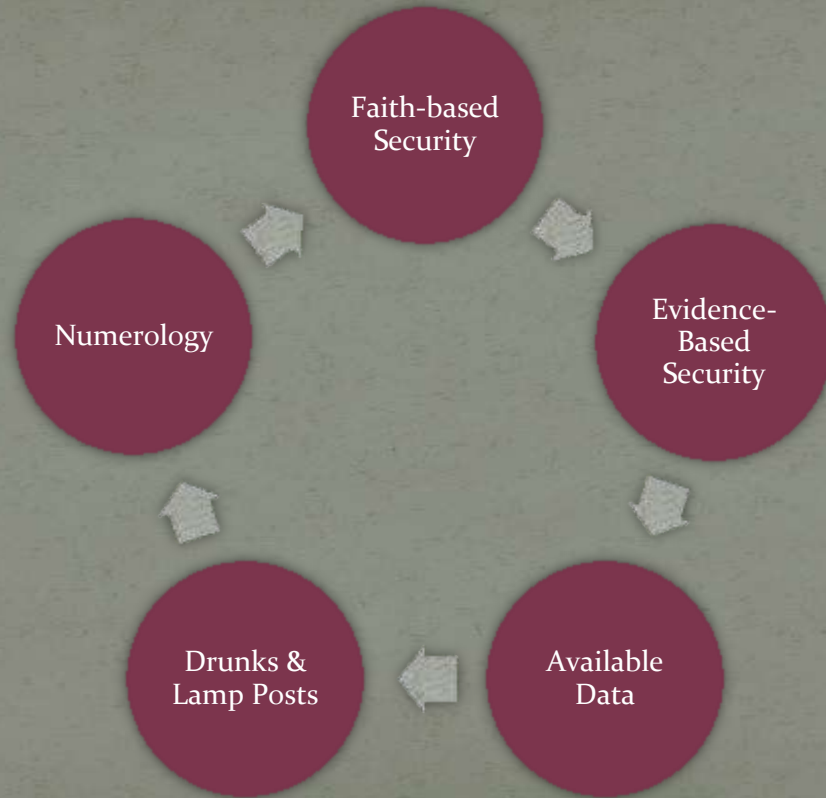 Faith-based
Security
Evidence-
Based
Security
Available
Data
Drunks &
Lamp Posts
Numerology